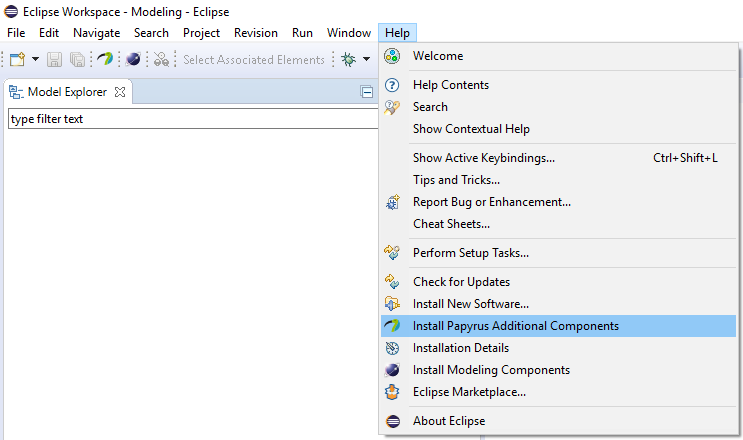 Eclipse Workspace - Modeling - Eclipse
File Edit Navigate Search Project Revision Run Window Help
Select Associated Elements
Model Explorer
type filter text
Welcome
Help Contents
Search
Show Contextual Help
Show Active Keybindings... Ctrl+Shift+L
Tips and Tricks...
Report Bug or Enhancement...
Cheat Sheets...
Perform Setup Tasks...
Check for Updates
Install New Software...
Install Papyrus Additional Components
Installation Details
Install Modeling Components
Eclipse Marketplace...
About Eclipse